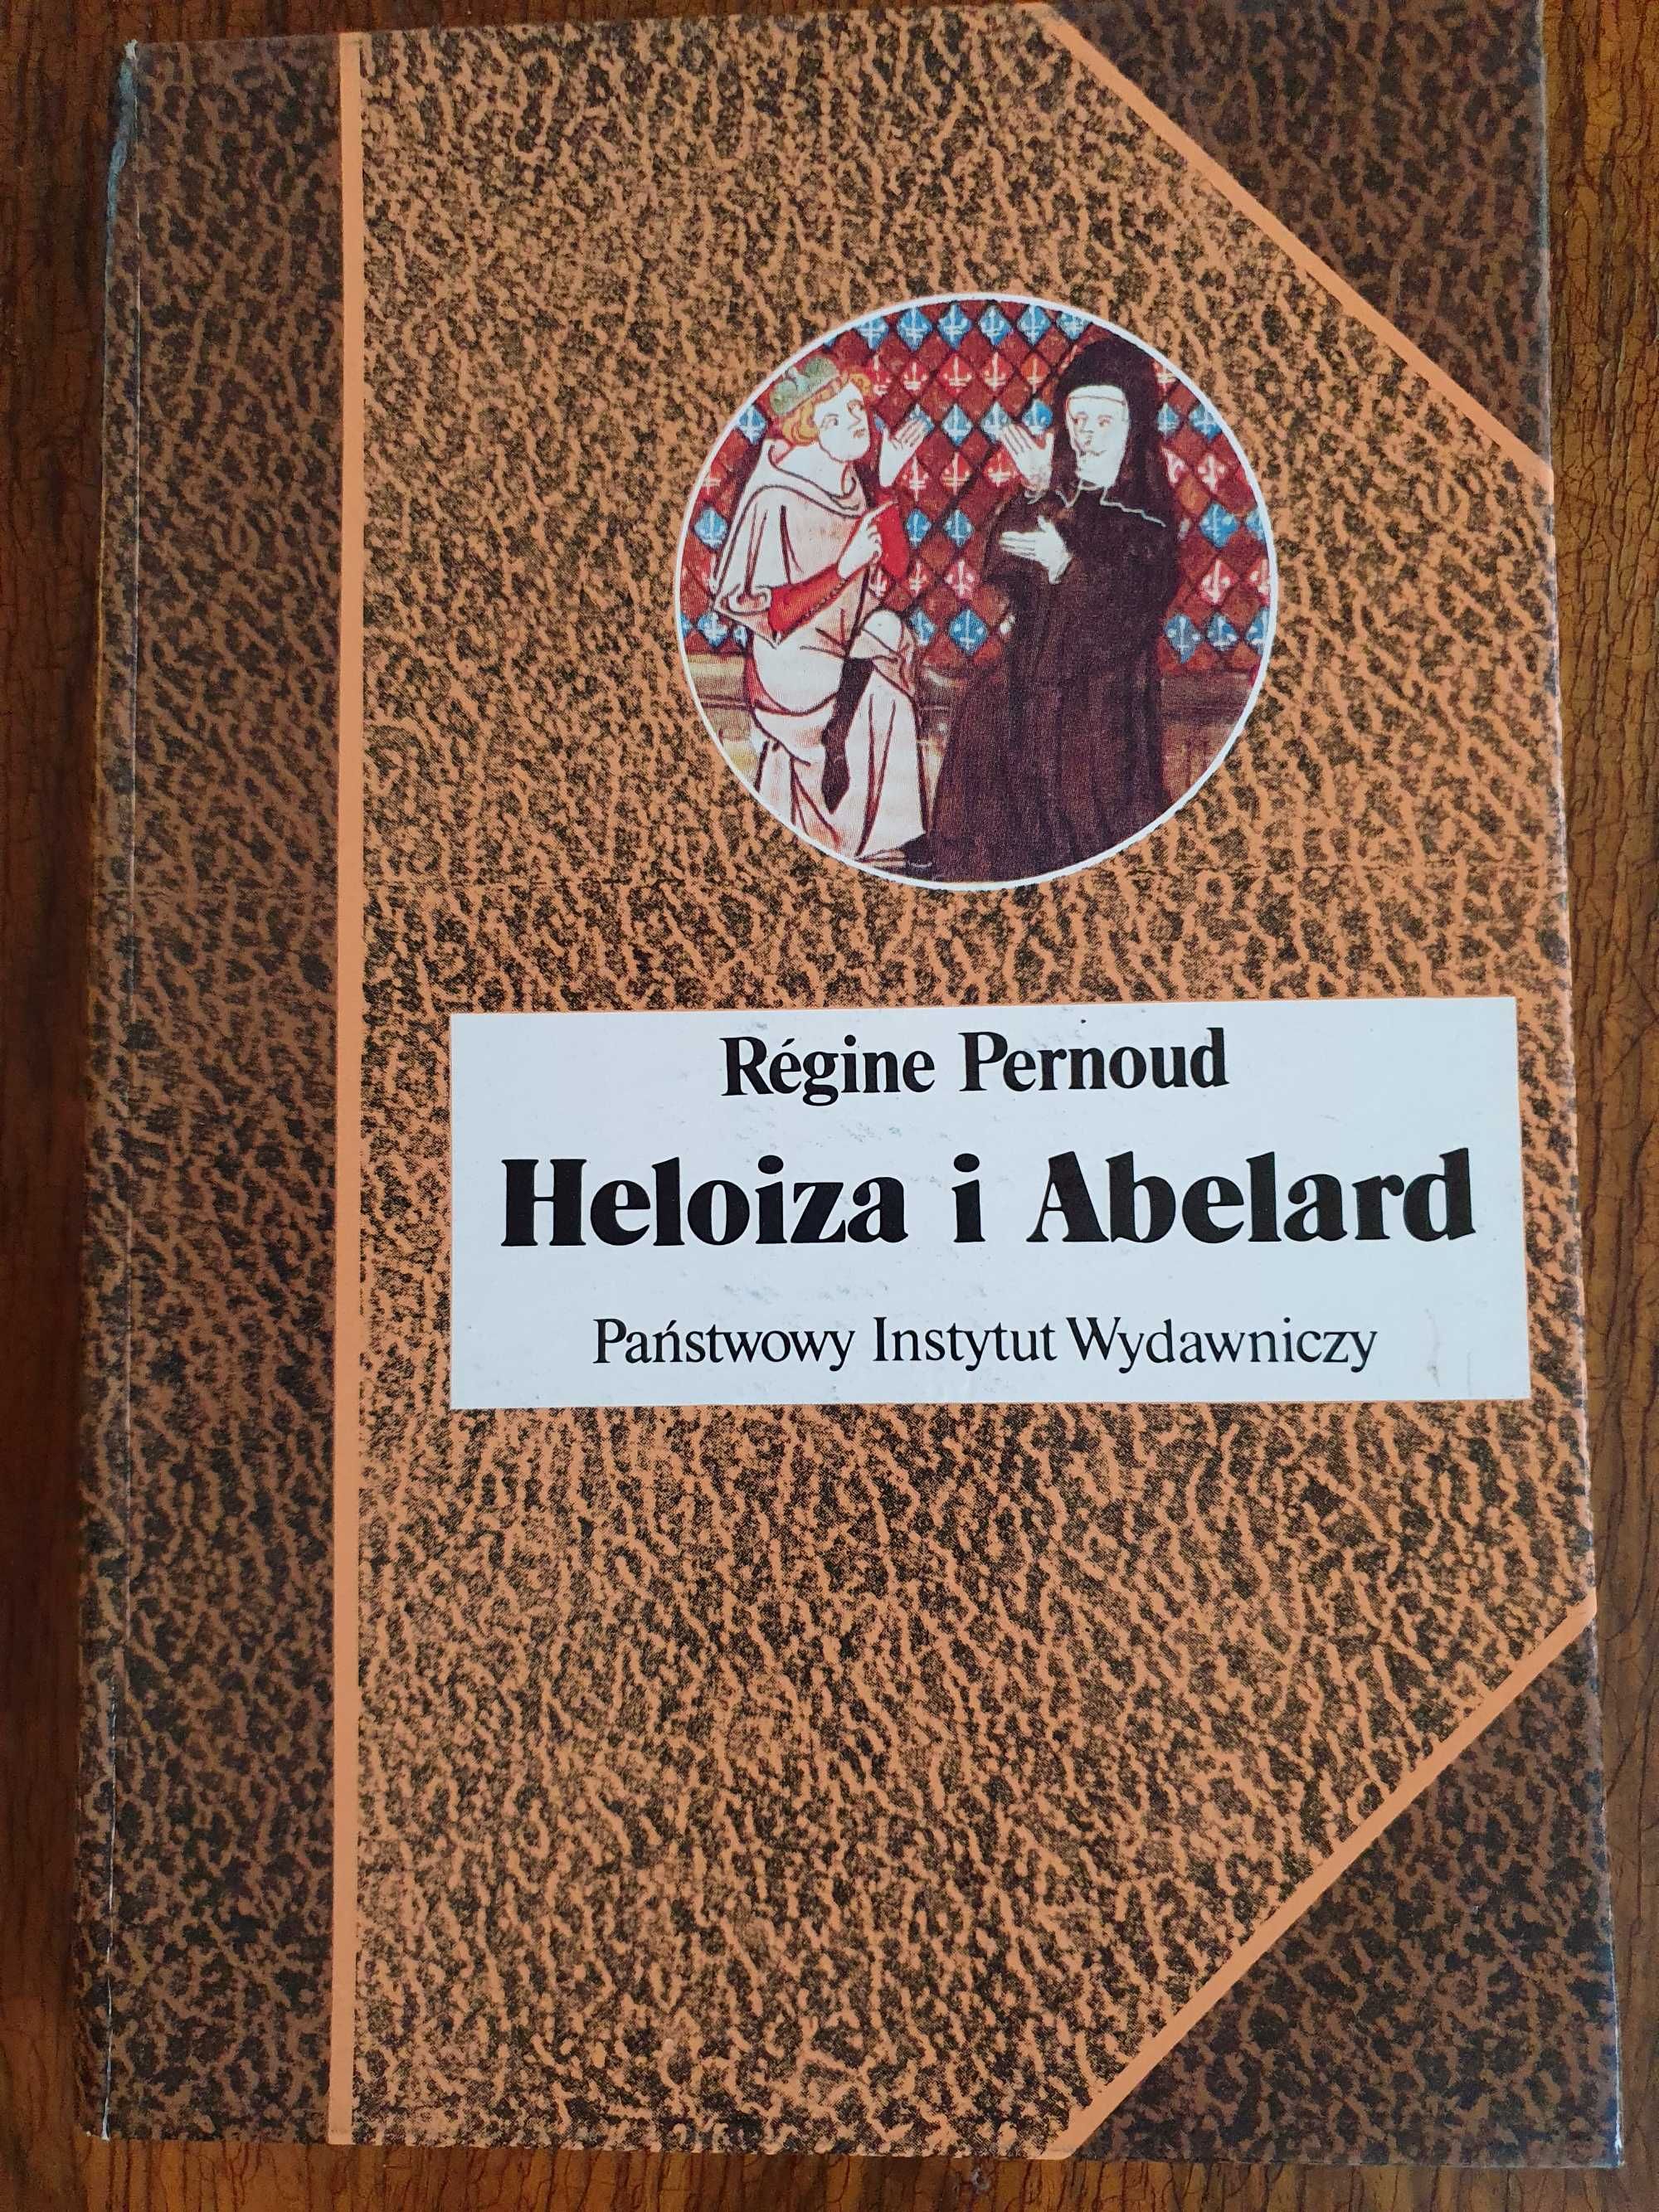 Régine Pernoud
Heloiza i Abelard
Państwowy Instytut Wydawniczy